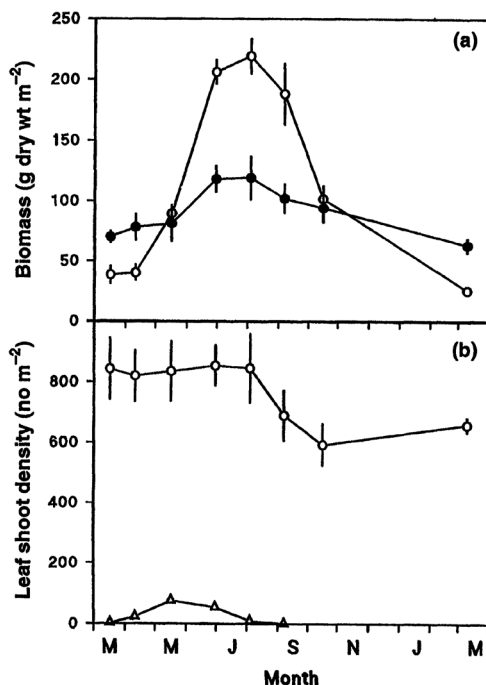 (a)
250
200
150
100
50
0
Biomass (g dry wt m⁻²)
(b)
800
600
400
200
0
Leaf shoot density (no m⁻²)
M M J S N J M
Month